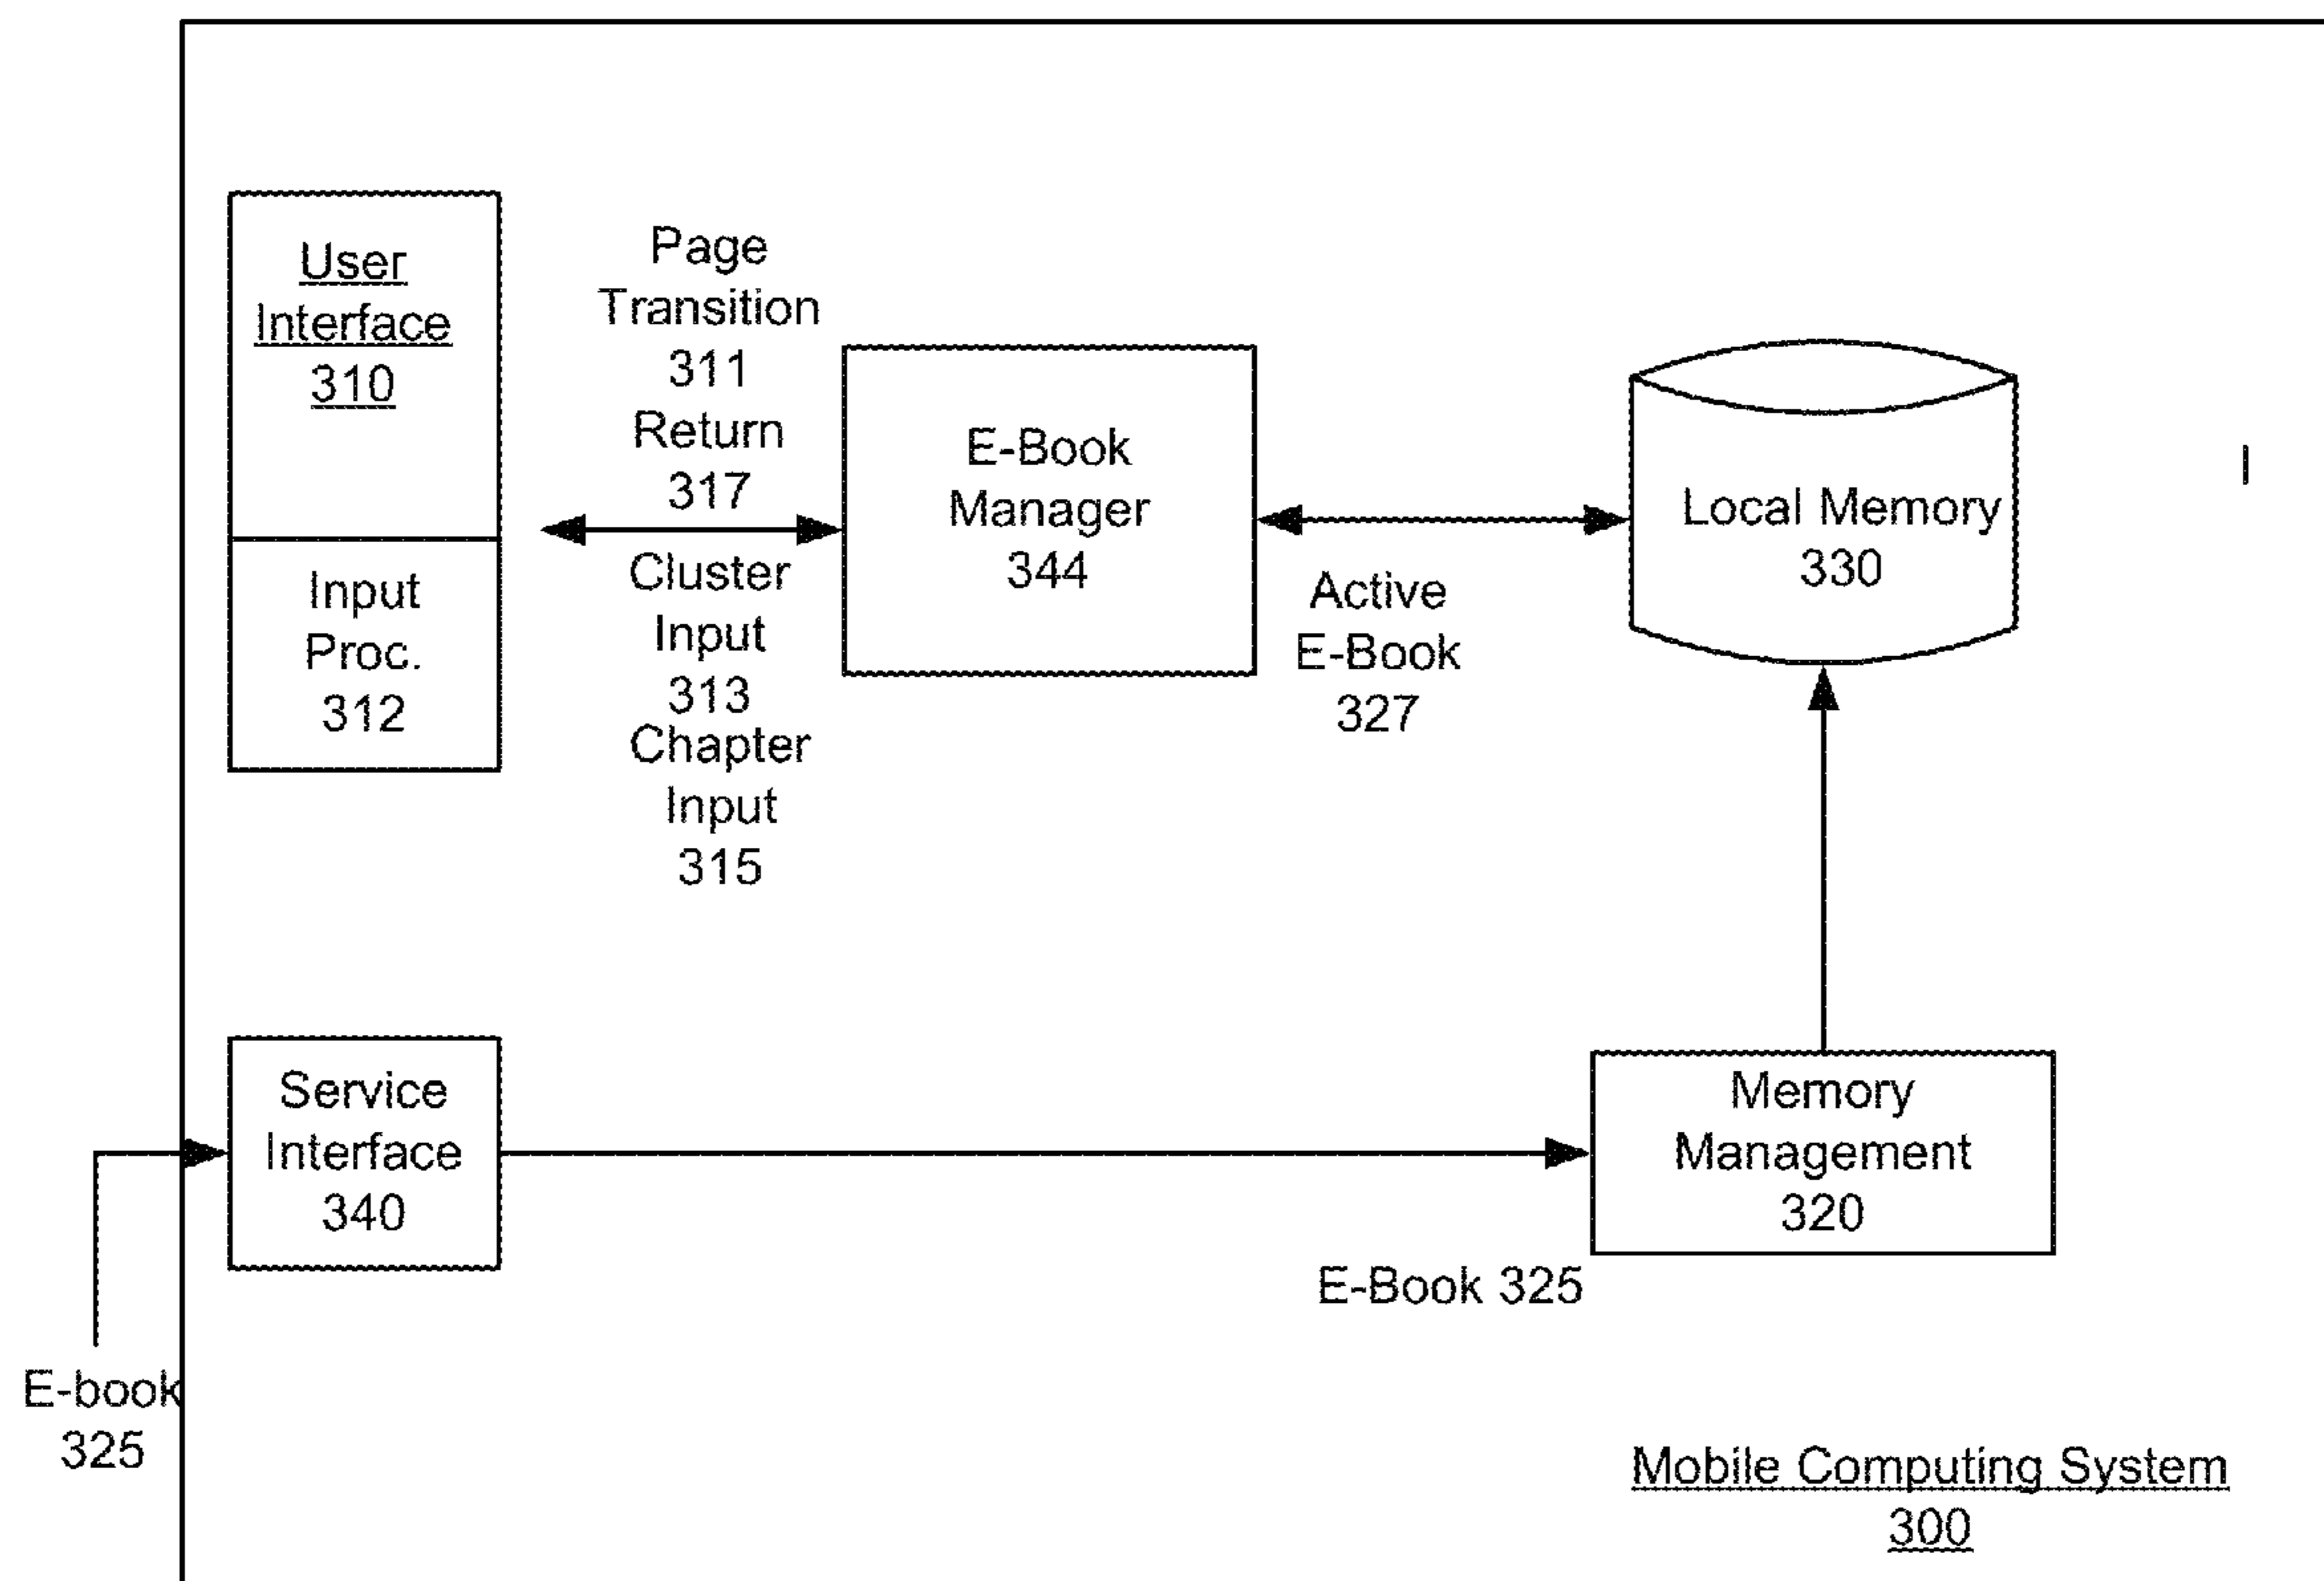 User
Interface
310
Input
Proc.
312
Page
Transition
311
Return
317
Cluster
Input
313
Chapter
Input
315
E-Book
Manager
344
Active
E-Book
327
Local Memory
330
I
Service
Interface
340
Memory
Management
320
E-Book 325
E-book
325
Mobile Computing System
300